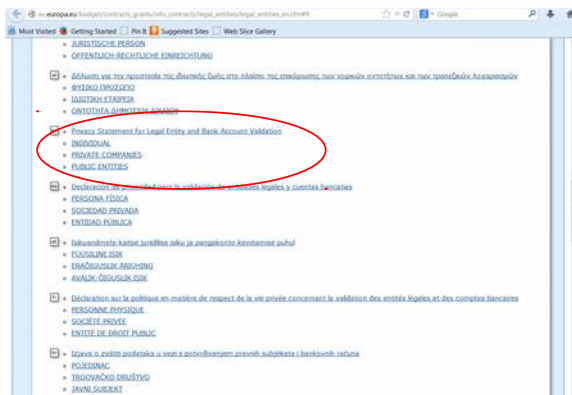 ec.europa.eu/budget/contracts_grants/info_contracts/legal_entities/legal_entities_en.cfm#
Google
Most Visited Getting Started Pin It Suggested Sites Web Slice Gallery
JURISTISCHE PERSON
OFFENTLICH-RECHTLICHE EINREICHTUNG
Δήλωση για την προστασία της ιδιωτικής ζωής στο πλαίσιο της επικύρωσης των νομικών οντοτήτων και των τραπεζικών λογαριασμών
ΦΥΣΙΚΟ ΠΡΟΣΩΠΟ
ΙΔΙΩΤΙΚΗ ΕΤΑΙΡΕΙΑ
ΟΝΤΟΤΗΤΑ ΔΗΜΟΣΙΟΥ ΔΙΚΑΙΟΥ
Privacy Statement for Legal Entity and Bank Account Validation
INDIVIDUAL
PRIVATE COMPANIES
PUBLIC ENTITIES
Declaración de privacidad para la validación de entidades legales y cuentas bancarias
PERSONA FÍSICA
SOCIEDAD PRIVADA
ENTIDAD PÚBLICA
Isikuandmete kaitse juriidilise isiku ja pangakonto kinnitamise puhul
FÜÜSILINE ISIK
ERAÕIGUSLIK ÄRIÜHING
AVALIK-ÕIGUSLIK ISIK
Déclaration sur la politique en matière de respect de la vie privée concernant la validation des entités légales et des comptes bancaires
PERSONNE PHYSIQUE
SOCIÉTÉ PRIVÉE
ENTITÉ DE DROIT PUBLIC
Izjava o zaštiti podataka u vezi s potvrđivanjem pravnih subjekata i bankovnih računa
POJEDINAC
TRGOVAČKO DRUŠTVO
JAVNI SUBJEKT